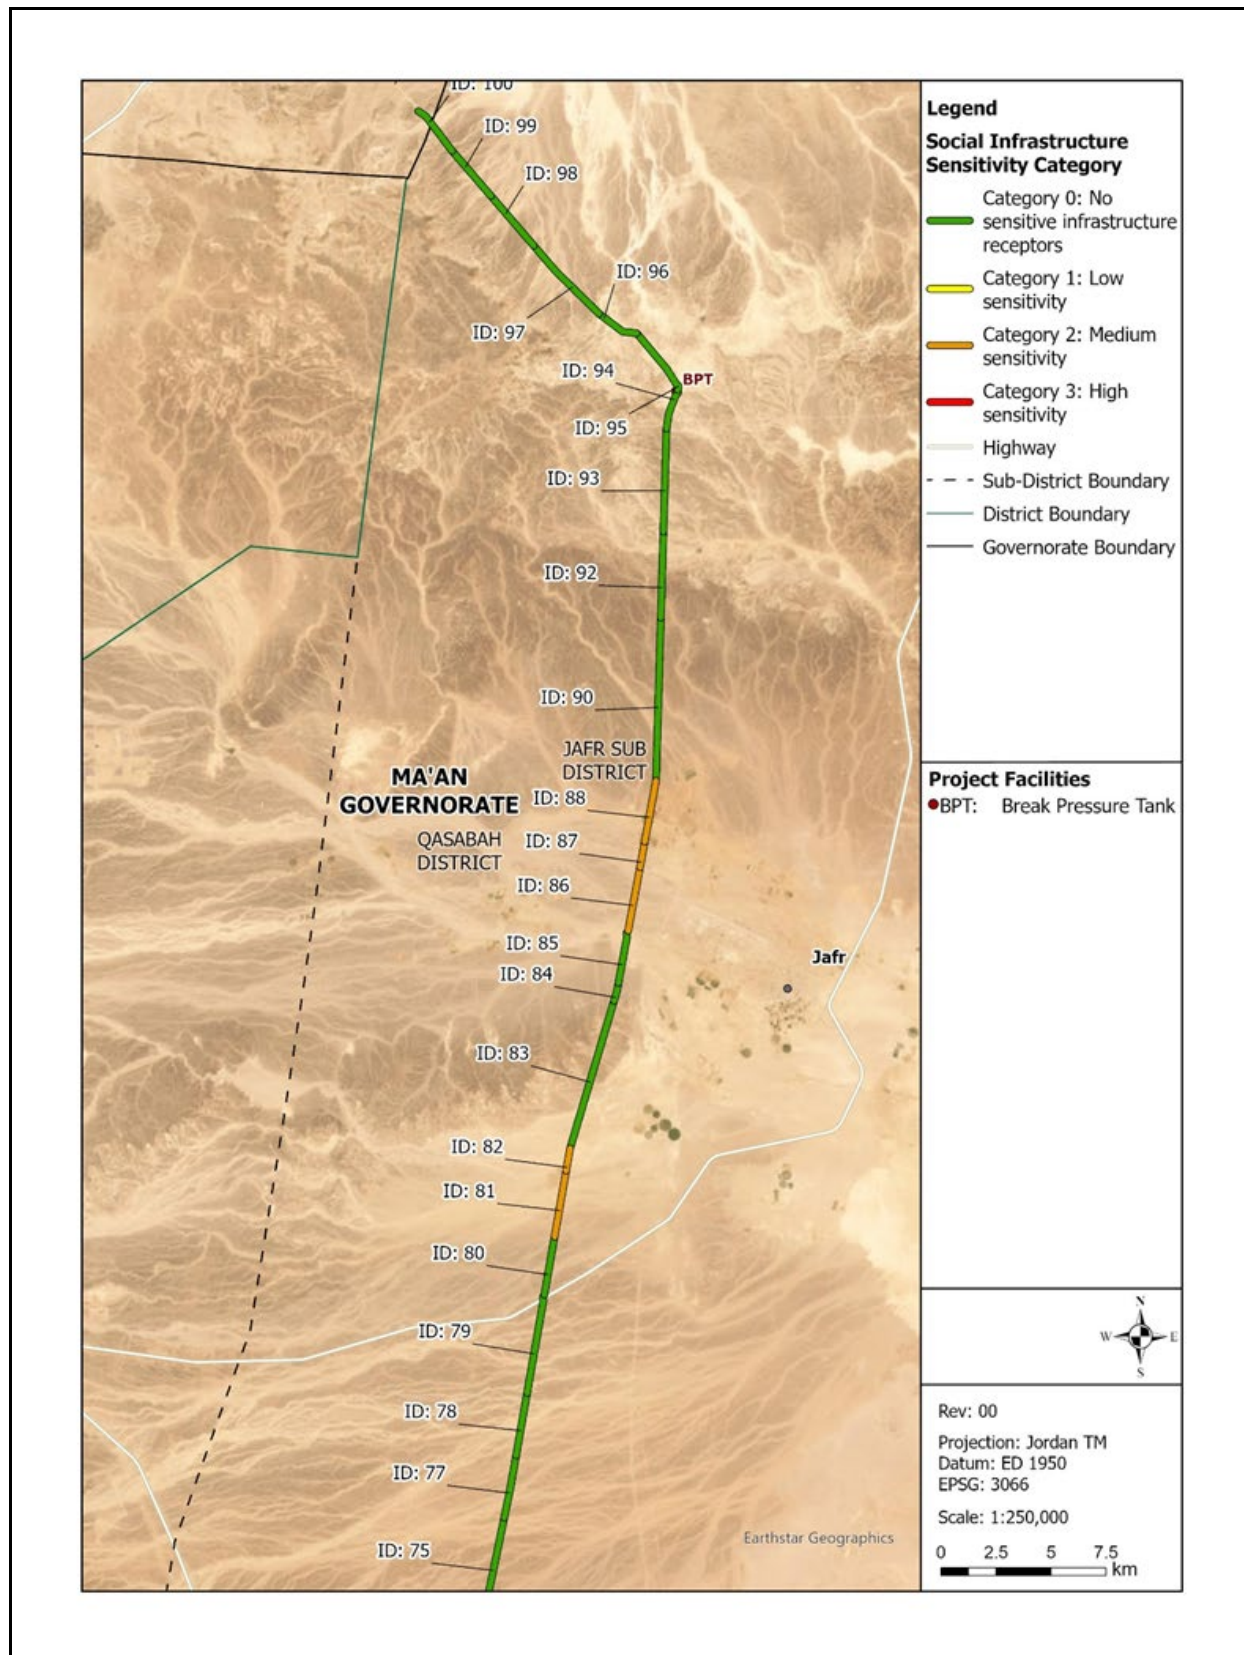 ID: 100
ID: 99
ID: 98
ID: 96
ID: 97
ID: 94
BPT
ID: 95
ID: 93
ID: 92
ID: 90
JAFR SUB
DISTRICT
MA'AN
GOVERNORATE
ID: 88
QASABAH
DISTRICT
ID: 87
ID: 86
ID: 85
Jafr
ID: 84
ID: 83
ID: 82
ID: 81
ID: 80
ID: 79
ID: 78
ID: 77
ID: 75
Earthstar Geographics
Legend
Social Infrastructure
Sensitivity Category
Category 0: No
sensitive infrastructure
receptors
Category 1: Low
sensitivity
Category 2: Medium
sensitivity
Category 3: High
sensitivity
Highway
Sub-District Boundary
District Boundary
Governorate Boundary
Project Facilities
BPT: Break Pressure Tank
N
W E
S
Rev: 00
Projection: Jordan TM
Datum: ED 1950
EPSG: 3066
Scale: 1:250,000
0 2.5 5 7.5
km